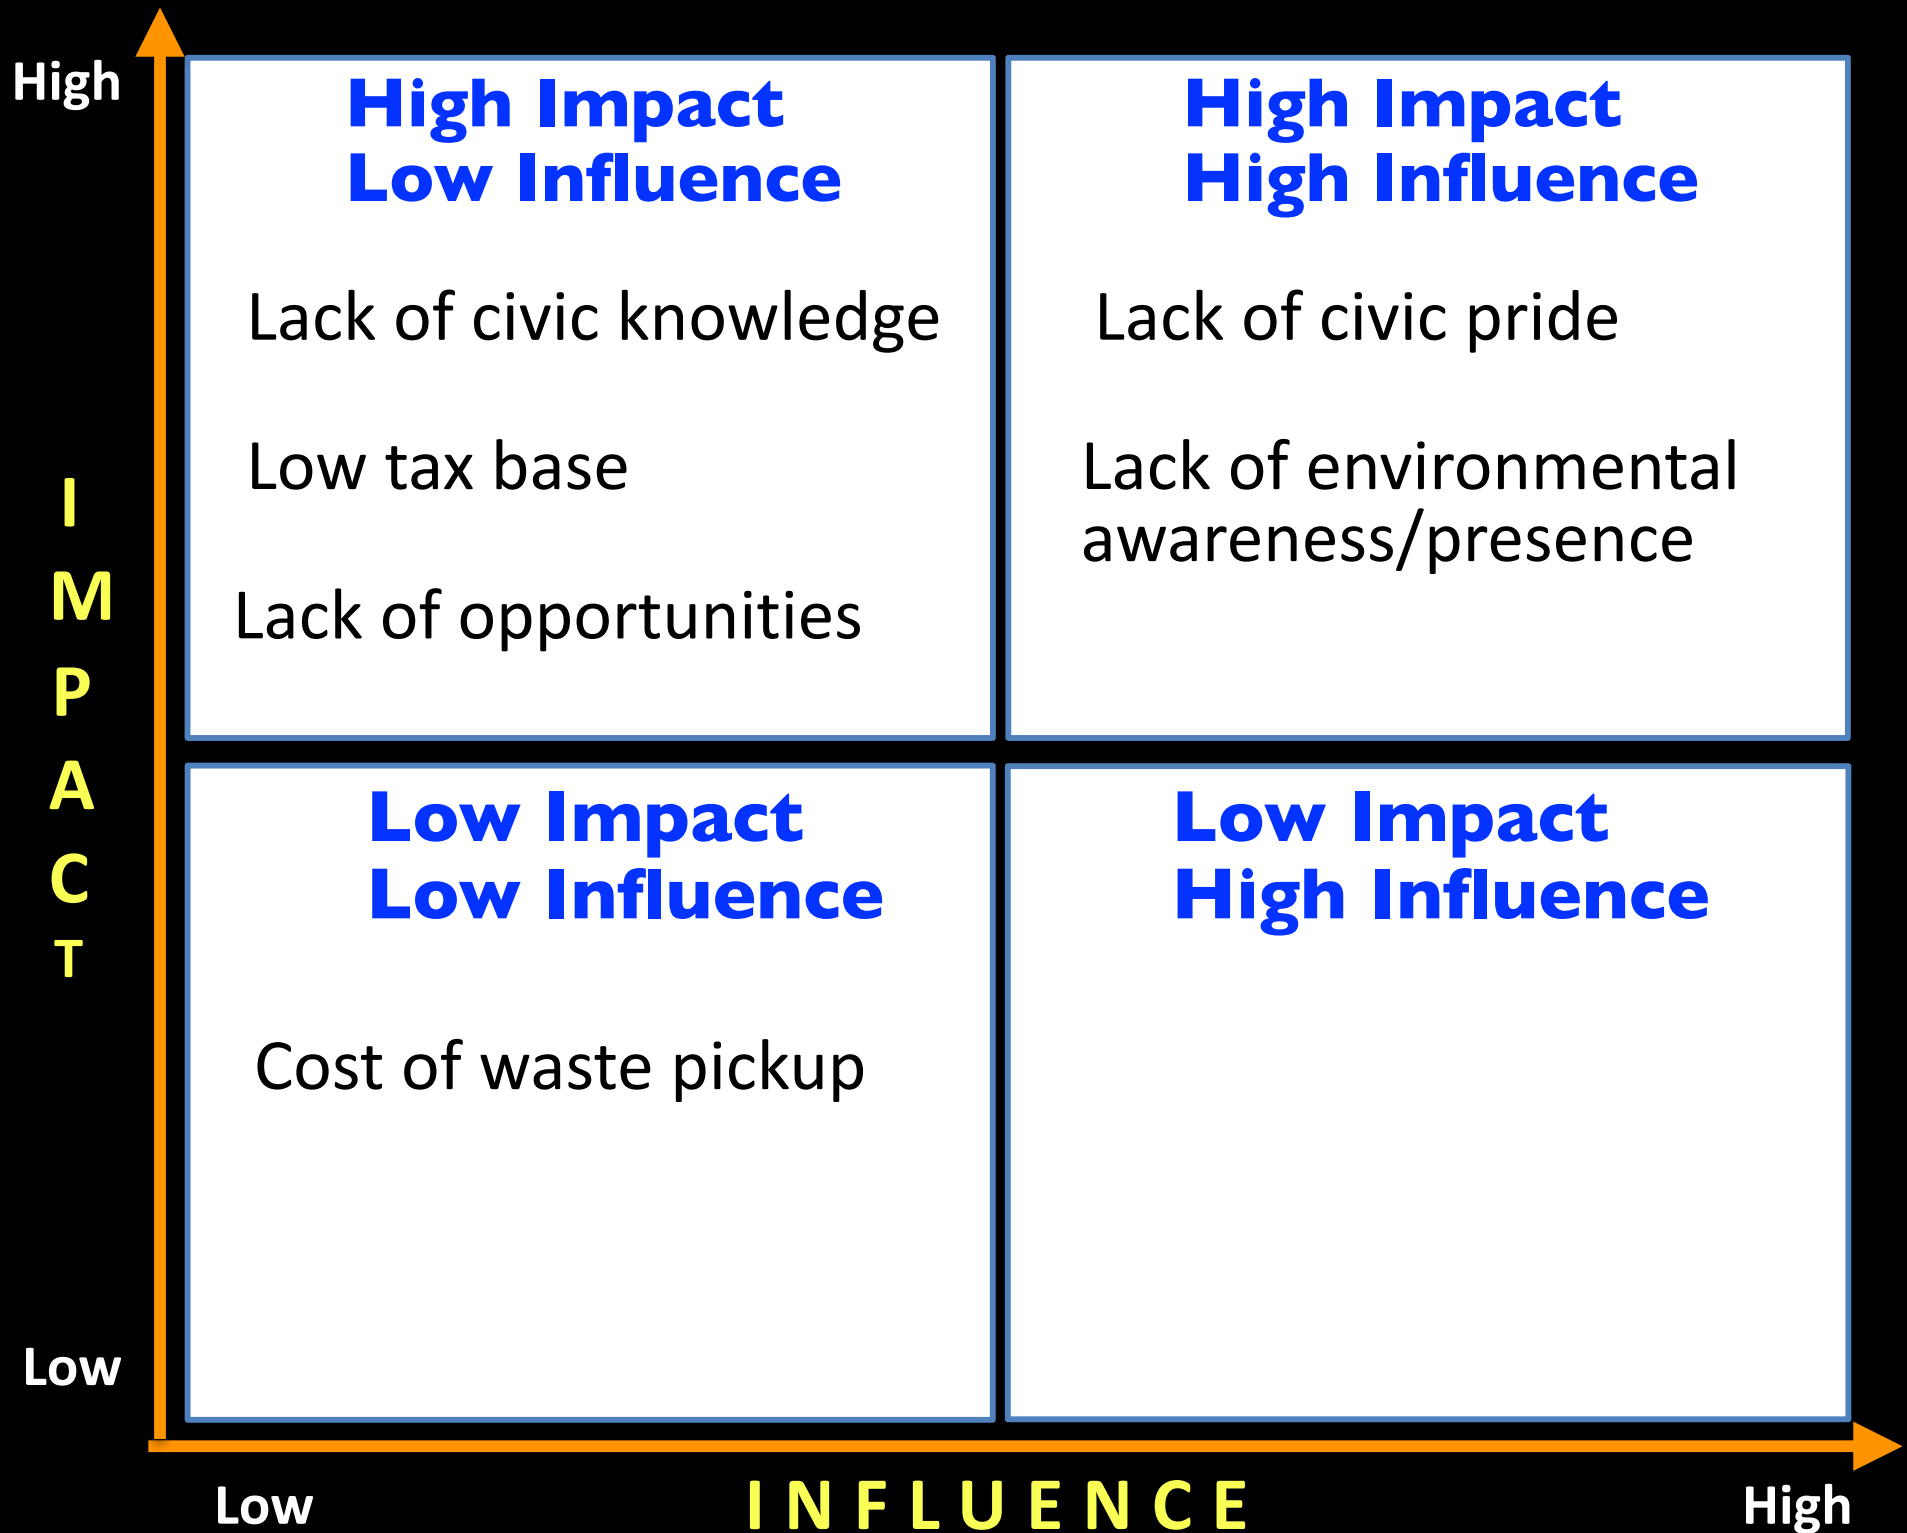 High
High Impact
Low Influence
Lack of civic knowledge
Low tax base
Lack of opportunities
High Impact
High Influence
Lack of civic pride
Lack of environmental
awareness/presence
I
M
P
A
C
T
Low Impact
Low Influence
Cost of waste pickup
Low Impact
High Influence
Low
Low
I N F L U E N C E
High